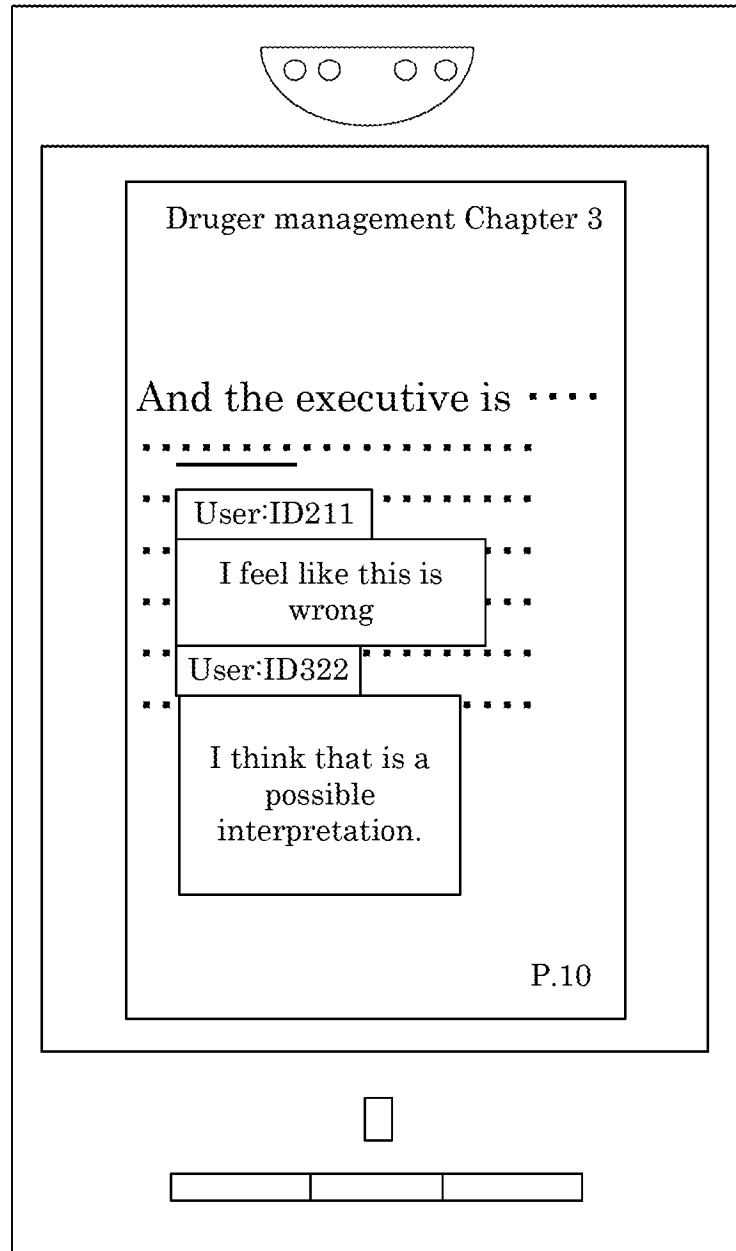 Druger management Chapter 3
And the executive is ････
User:ID211
I feel like this is
wrong
User:ID322
I think that is a
possible
interpretation.
P.10